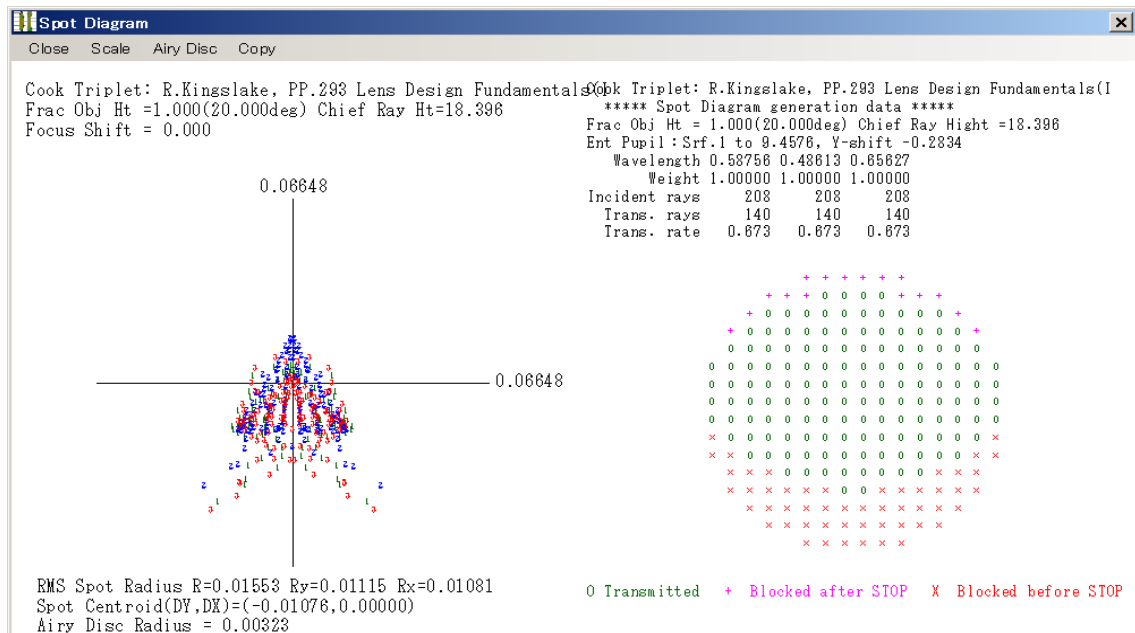 Spot Diagram
Close Scale Airy Disc Copy
Cook Triplet: R.Kingslake, PP.293 Lens Design Fundamentals(I
Frac Obj Ht =1.000(20.000deg) Chief Ray Ht=18.396
Focus Shift = 0.000
0.06648
0.06648
RMS Spot Radius R=0.01553 Ry=0.01115 Rx=0.01081
Spot Centroid(DY,DX)=(-0.01076,0.00000)
Airy Disc Radius = 0.00323
Cook Triplet: R.Kingslake, PP.293 Lens Design Fundamentals(I
***** Spot Diagram generation data *****
Frac Obj Ht = 1.000(20.000deg) Chief Ray Hight =18.396
Ent Pupil : Srf.1 to 9.4576, Y-shift -0.2834
Wavelength 0.58756 0.48613 0.65627
Weight 1.00000 1.00000 1.00000
Incident rays 208 208 208
Trans. rays 140 140 140
Trans. rate 0.673 0.673 0.673
O Transmitted + Blocked after STOP X Blocked before STOP